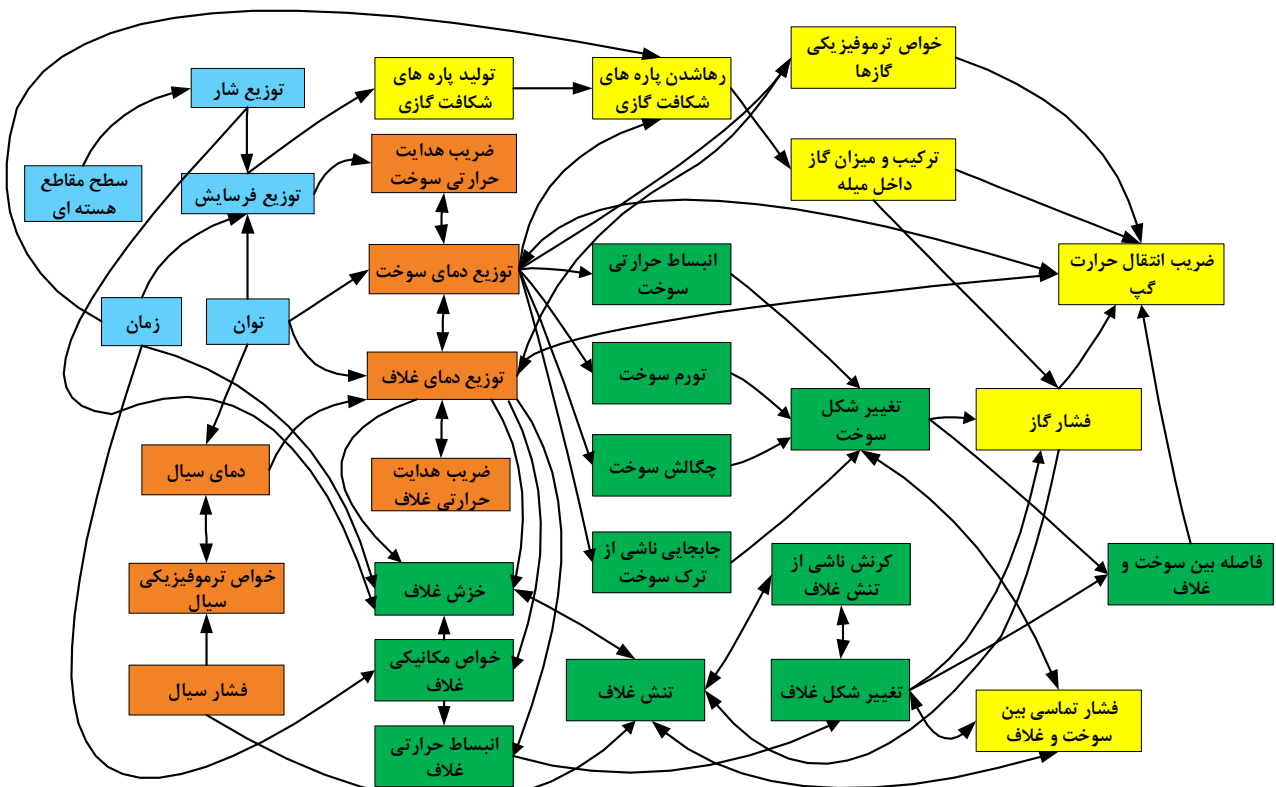 خواص ترموفیزیکی
گازها
رهاشدن پاره های
شکافت گازی
تولید پاره های
شکافت گازی
توزیع شار
ترکیب و میزان گاز
داخل میله
ضریب هدایت
حرارتی سوخت
توزیع فرسایش
سطح مقاطع
هسته ای
ضریب انتقال حرارت
گپ
انبساط حرارتی
سوخت
توزیع دمای سوخت
توان
زمان
توزیع دمای غلاف
تورم سوخت
تغییر شکل
سوخت
فشار گاز
چگالش سوخت
ضریب هدایت
حرارتی غلاف
دمای سیال
جابجایی ناشی از
ترک سوخت
کرنش ناشی از
تنش غلاف
فاصله بین سوخت و
غلاف
خزش غلاف
خواص ترموفیزیکی
سیال
خواص مکانیکی
غلاف
فشار سیال
تنش غلاف
تغییر شکل غلاف
فشار تماسی بین
سوخت و غلاف
انبساط حرارتی
غلاف